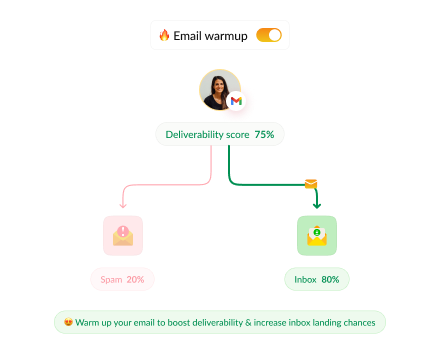 🔥 Email warmup
Deliverability score 75%
Spam 20%
Inbox 80%
😍 Warm up your email to boost deliverability & increase inbox landing chances